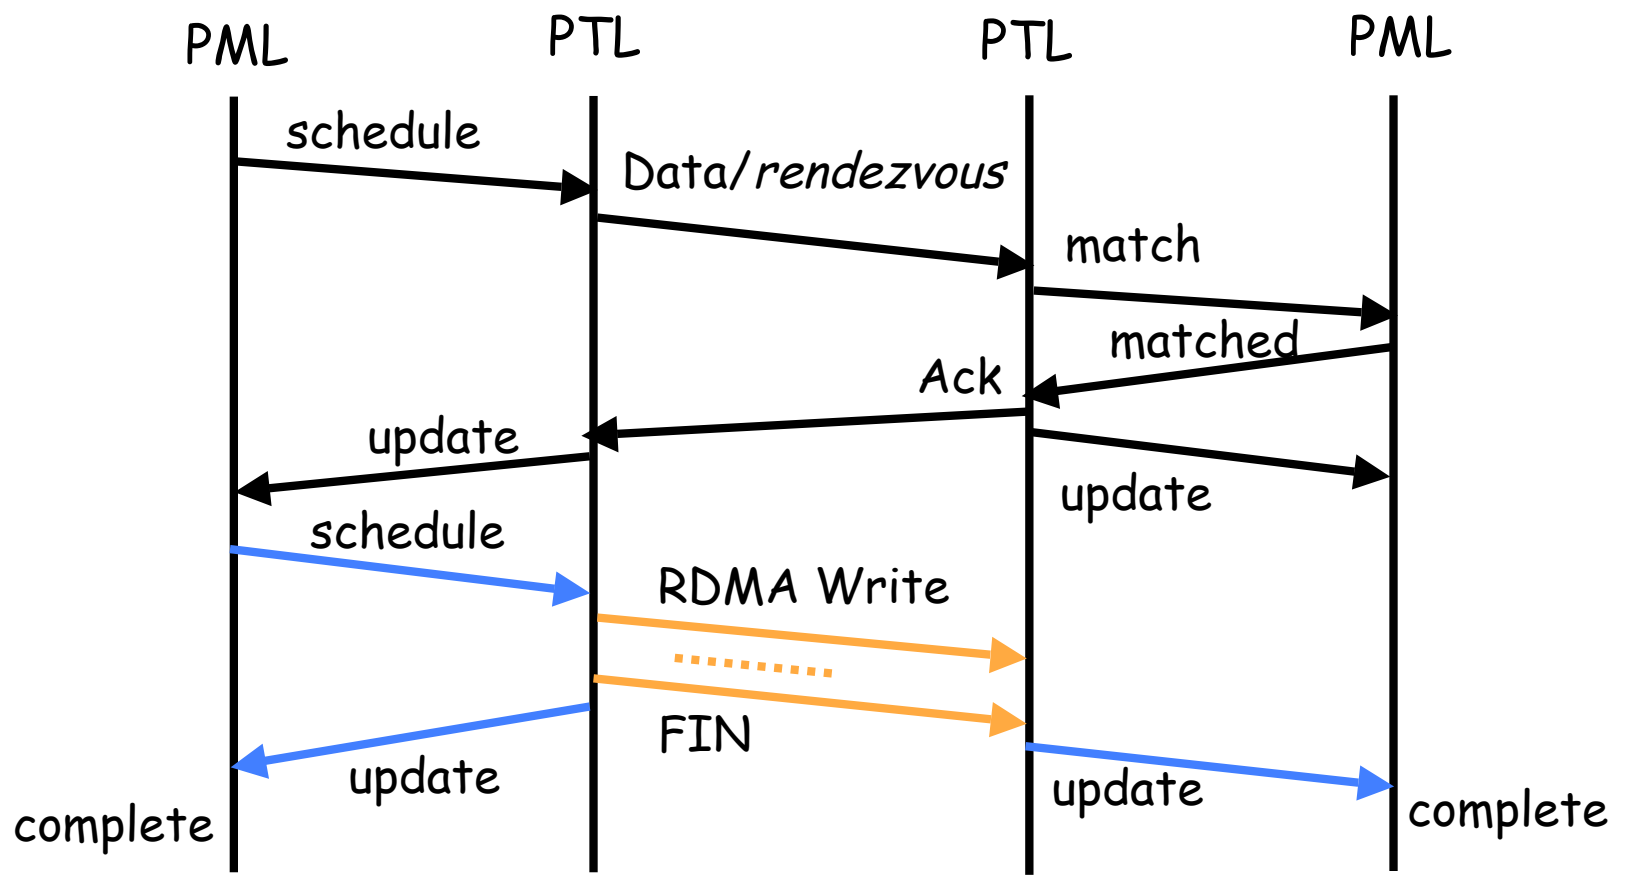 PML PTL PTL PML
schedule
Data/rendezvous
match
matched
Ack
update
update
schedule
RDMA Write
FIN
update
update
complete
complete